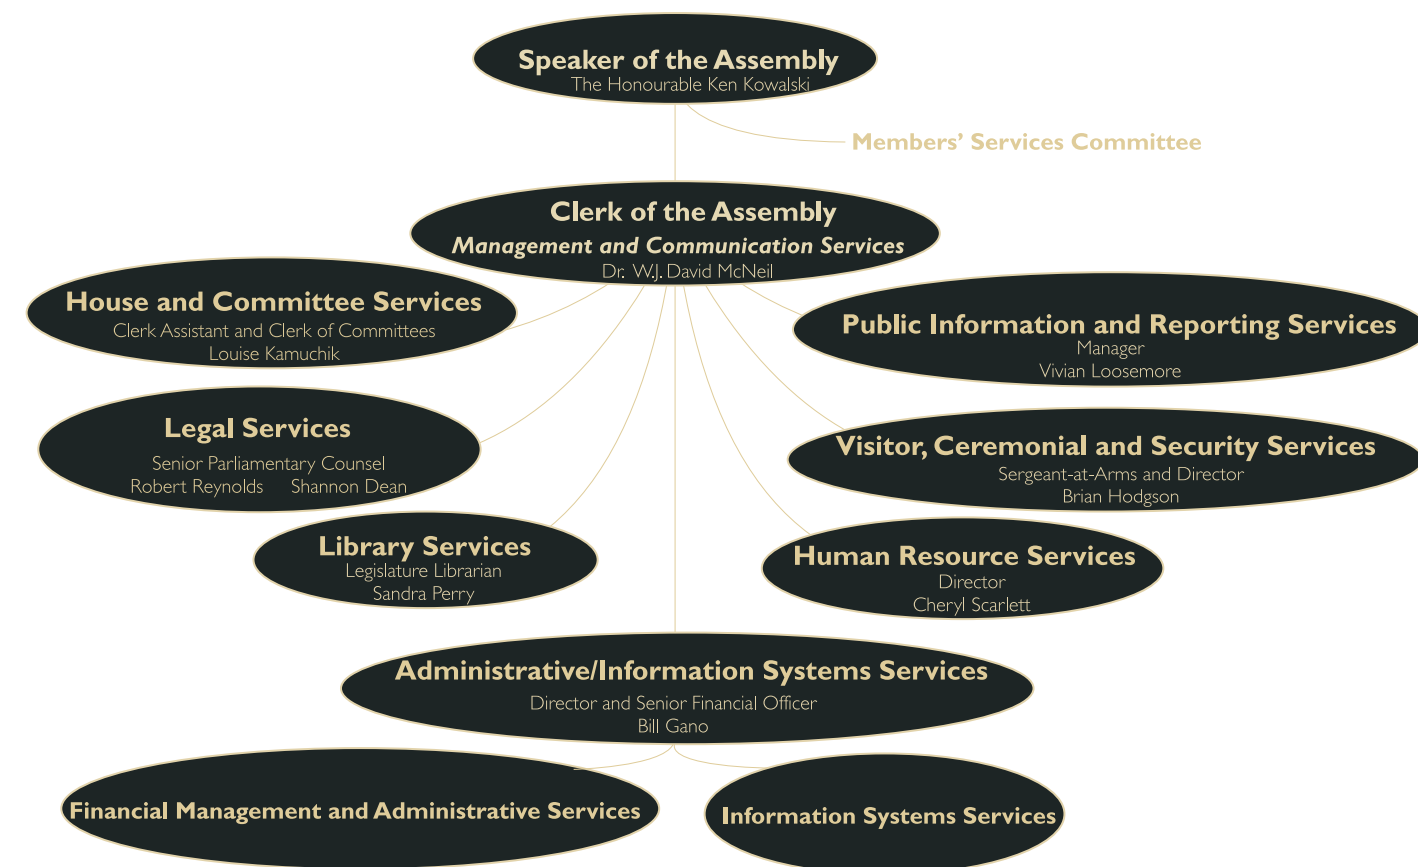 Speaker of the Assembly
The Honourable Ken Kowalski
Members’ Services Committee
Clerk of the Assembly
Management and Communication Services
Dr. W.J. David McNeil
House and Committee Services
Clerk Assistant and Clerk of Committees
Louise Kamuchik
Public Information and Reporting Services
Manager
Vivian Loosemore
Legal Services
Senior Parliamentary Counsel
Robert Reynolds Shannon Dean
Visitor, Ceremonial and Security Services
Sergeant-at-Arms and Director
Brian Hodgson
Library Services
Legislature Librarian
Sandra Perry
Human Resource Services
Director
Cheryl Scarlett
Administrative/Information Systems Services
Director and Senior Financial Officer
Bill Gano
Financial Management and Administrative Services
Information Systems Services